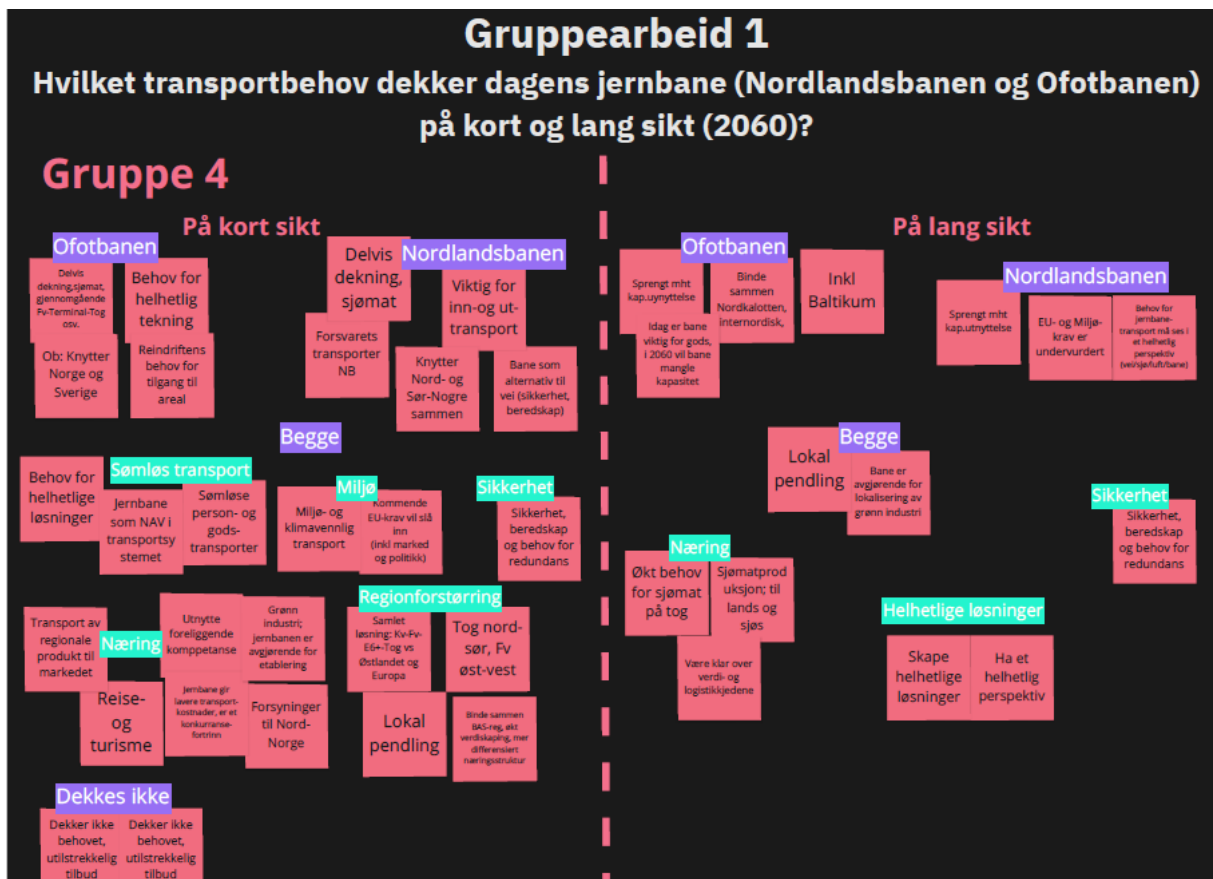 Gruppearbeid 1
Hvilket transportbehov dekker dagens jernbane (Nordlandsbanen og Ofotbanen)
på kort og lang sikt (2060)?
Gruppe 4
På kort sikt
Ofotbanen
Delvis
dekning,sjømat,
gjennomgående
Fv-Terminal-Tog
osv.
Behov for
helhetlig
tekning
Ob: Knytter
Norge og
Sverige
Reindriftens
behov for
tilgang til
areal
Nordlandsbanen
Delvis
dekning,
sjømat
Viktig for
inn-og ut-
transport
Forsvarets
transporter
NB
Knytter
Nord- og
Sør-Nogre
sammen
Bane som
alternativ til
vei (sikkerhet,
beredskap)
Begge
Behov for
helhetlige
løsninger
Sømløs transport
Jernbane
som NAV i
transportsy
stemet
Sømløse
person- og
gods-
transporter
Miljø
Miljø- og
klimavennlig
transport
Kommende
EU-krav vil slå
inn
(inkl marked
og politikk)
Sikkerhet
Sikkerhet,
beredskap
og behov for
redundans
Transport av
regionale
produkt til
markedet
Næring
Utnytte
foreliggende
komppetanse
Grønn
industri;
jernbanen er
avgjørende for
etablering
Reise-
og
turisme
Jernbane gir
lavere transport-
kostnader, er et
konkurranse-
fortrinn
Forsyninger
til Nord-
Norge
Regionforstørring
Samlet
løsning: Kv-Fv-
E6+-Tog vs
Østlandet og
Europa
Tog nord-
sør, Fv
øst-vest
Lokal
pendling
Binde sammen
BAS-reg, økt
verdiskaping, mer
differensiert
næringsstruktur
Dekkes ikke
Dekker ikke
behovet,
utilstrekkelig
tilbud
Dekker ikke
behovet,
utilstrekkelig
tilbud
På lang sikt
Ofotbanen
Sprengt mht
kap.uynyttelse
Binde
sammen
Nordkalotten,
internordisk,
Inkl
Baltikum
Idag er bane
viktig for gods,
i 2060 vil bane
mangle
kapasitet
Nordlandsbanen
Sprengt mht
kap.utnyttelse
EU- og Miljø-
krav er
undervurdert
Behov for
jernbane-
transport må ses i
et helhetlig
perspektiv
(vei/sjø/luft/bane)
Begge
Lokal
pendling
Bane er
avgjørende for
lokalisering av
grønn industri
Sikkerhet
Sikkerhet,
beredskap
og behov for
redundans
Næring
Økt behov
for sjømat
på tog
Sjømatprod
uksjon; til
lands og
sjøs
Være klar over
verdi- og
logistikkjedene
Helhetlige løsninger
Skape
helhetlige
løsninger
Ha et
helhetlig
perspektiv